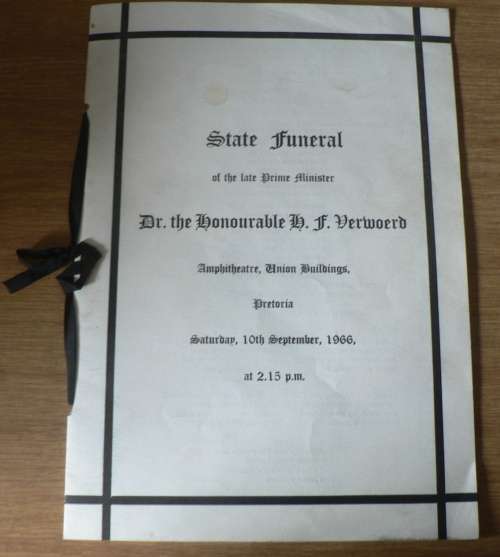 State Funeral
of the late Prime Minister
Dr. the Honourable H. F. Verwoerd
Amphitheatre, Union Buildings,
Pretoria
Saturday, 10th September, 1966,
at 2.15 p.m.